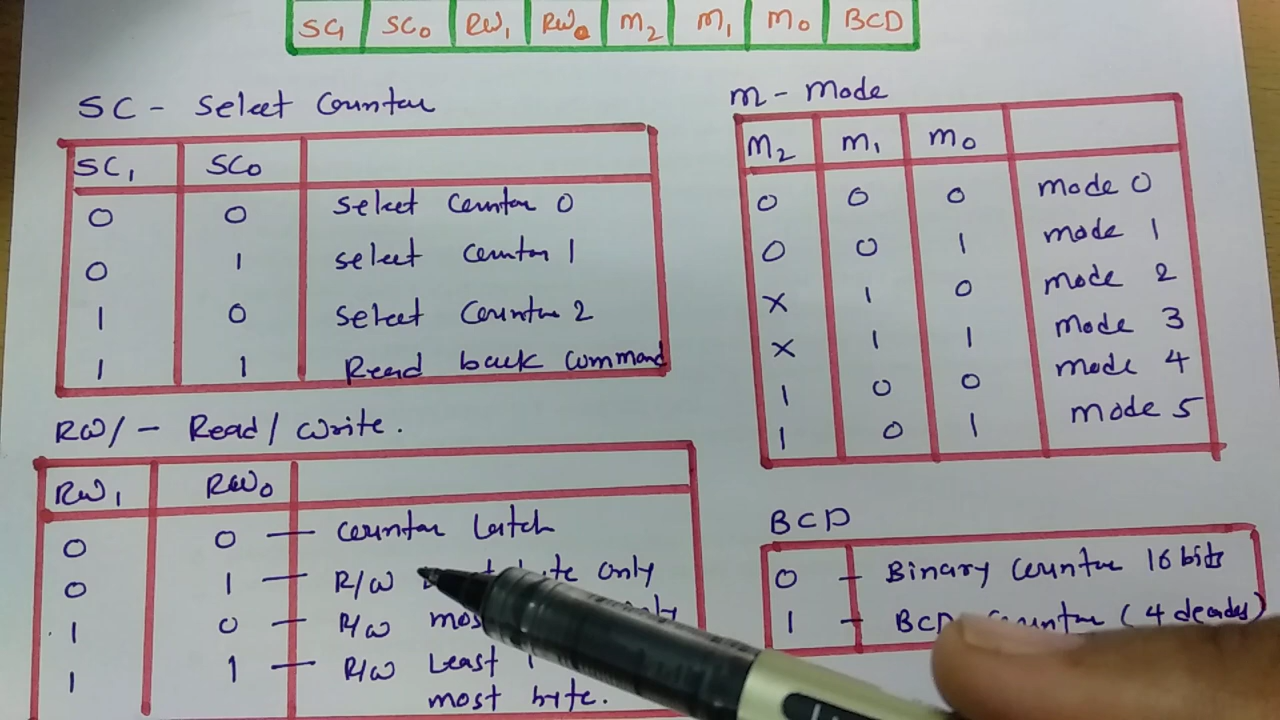 SC1 SC0 RW1 RW0 M2 M1 M0 BCD
SC - Select Counter
SC1 SC0
0 0 Select Counter 0
0 1 Select Counter 1
1 0 Select Counter 2
1 1 Read back Command
RW/ - Read / Write.
RW1 RW0
0 0 — Counter Latch
0 1 — R/W byte only
1 0 — R/W
1 1 — R/W Least
most byte.
M - Mode
M2 M1 M0
0 0 0 Mode 0
0 0 1 Mode 1
X 1 0 Mode 2
X 1 1 Mode 3
1 0 0 Mode 4
1 0 1 Mode 5
BCD
0 — Binary Counter 16 bits
1 — BCD Counter (4 decades)